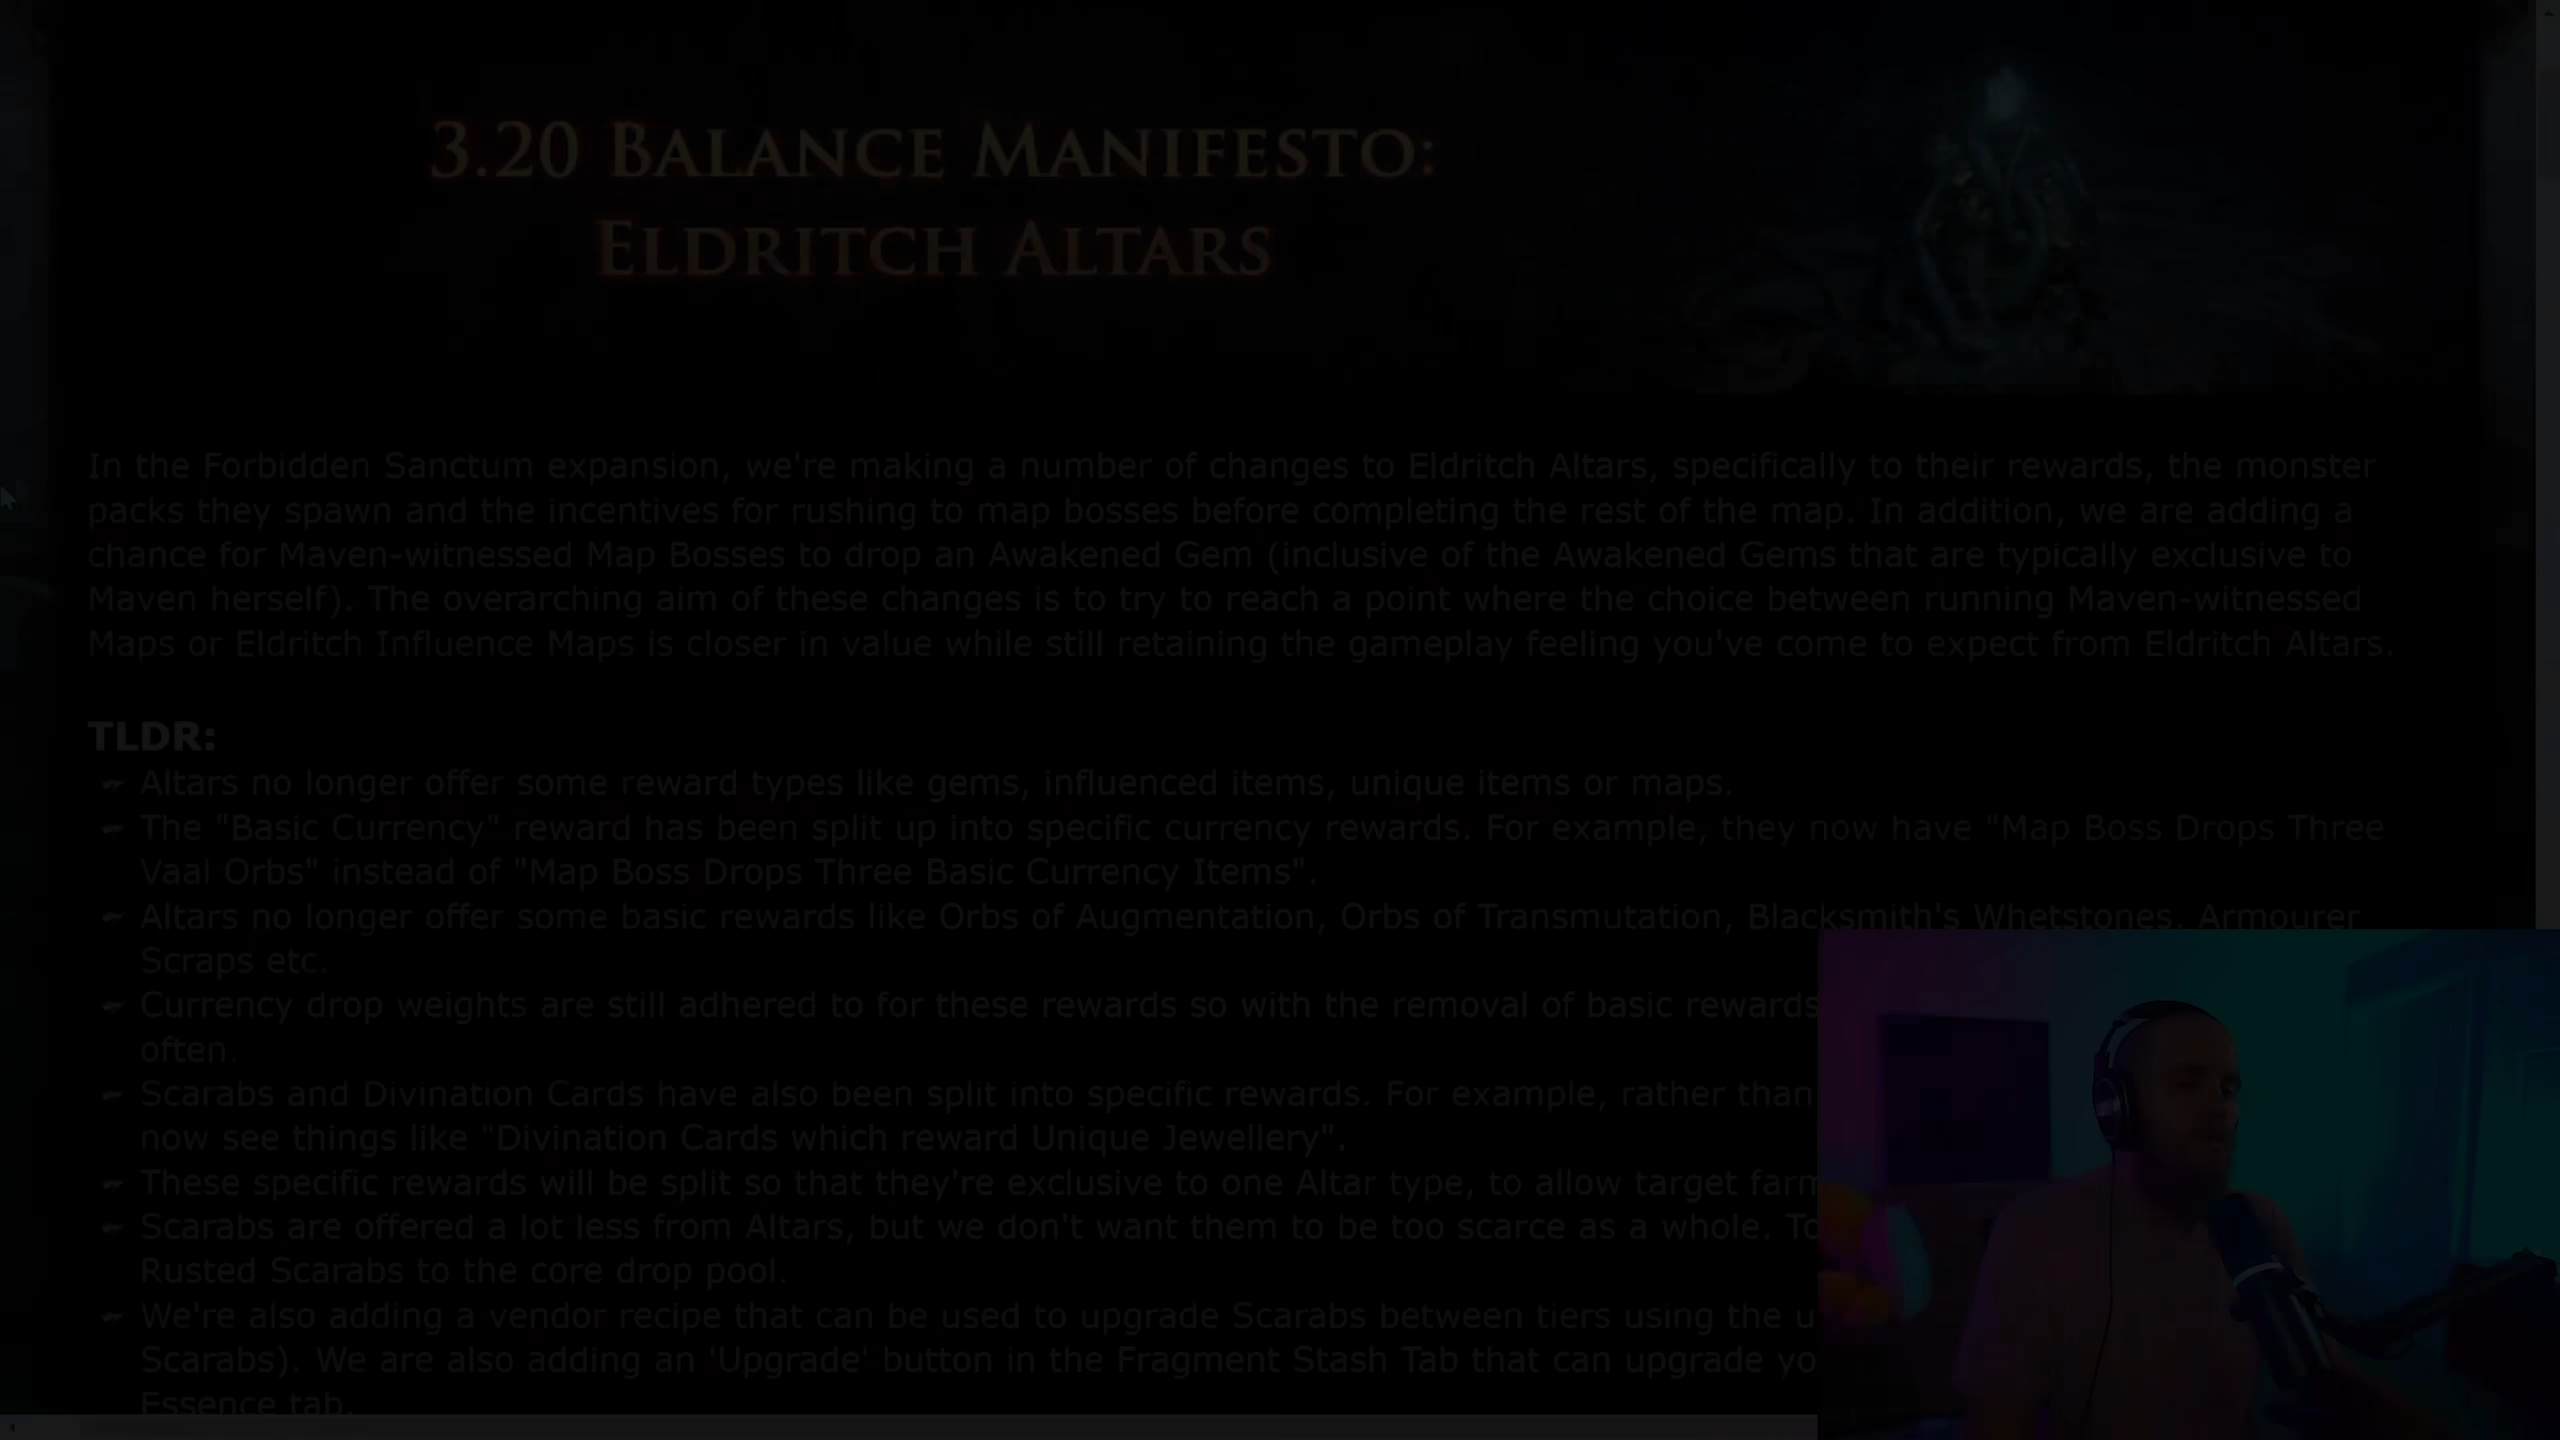 3.20 BALANCE MANIFESTO:
ELDRITCH ALTARS
In the Forbidden Sanctum expansion, we're making a number of changes to Eldritch Altars, specifically to their rewards, the monster
packs they spawn and the incentives for rushing to map bosses before completing the rest of the map. In addition, we are adding a
chance for Maven-witnessed Map Bosses to drop an Awakened Gem (inclusive of the Awakened Gems that are typically exclusive to
Maven herself). The overarching aim of these changes is to try to reach a point where the choice between running Maven-witnessed
Maps or Eldritch Influence Maps is closer in value while still retaining the gameplay feeling you've come to expect from Eldritch Altars.
TLDR:
Altars no longer offer some reward types like gems, influenced items, unique items or maps.
The "Basic Currency" reward has been split up into specific currency rewards. For example, they now have "Map Boss Drops Three
Vaal Orbs" instead of "Map Boss Drops Three Basic Currency Items".
Altars no longer offer some basic rewards like Orbs of Augmentation, Orbs of Transmutation, Blacksmith's Whetstones, Armourer
Scraps etc.
Currency drop weights are still adhered to for these rewards so with the removal of basic rewards
often.
Scarabs and Divination Cards have also been split into specific rewards. For example, rather than
now see things like "Divination Cards which reward Unique Jewellery".
These specific rewards will be split so that they're exclusive to one Altar type, to allow target farm
Scarabs are offered a lot less from Altars, but we don't want them to be too scarce as a whole. To
Rusted Scarabs to the core drop pool.
We're also adding a vendor recipe that can be used to upgrade Scarabs between tiers using the u
Scarabs). We are also adding an 'Upgrade' button in the Fragment Stash Tab that can upgrade yo
Essence tab.